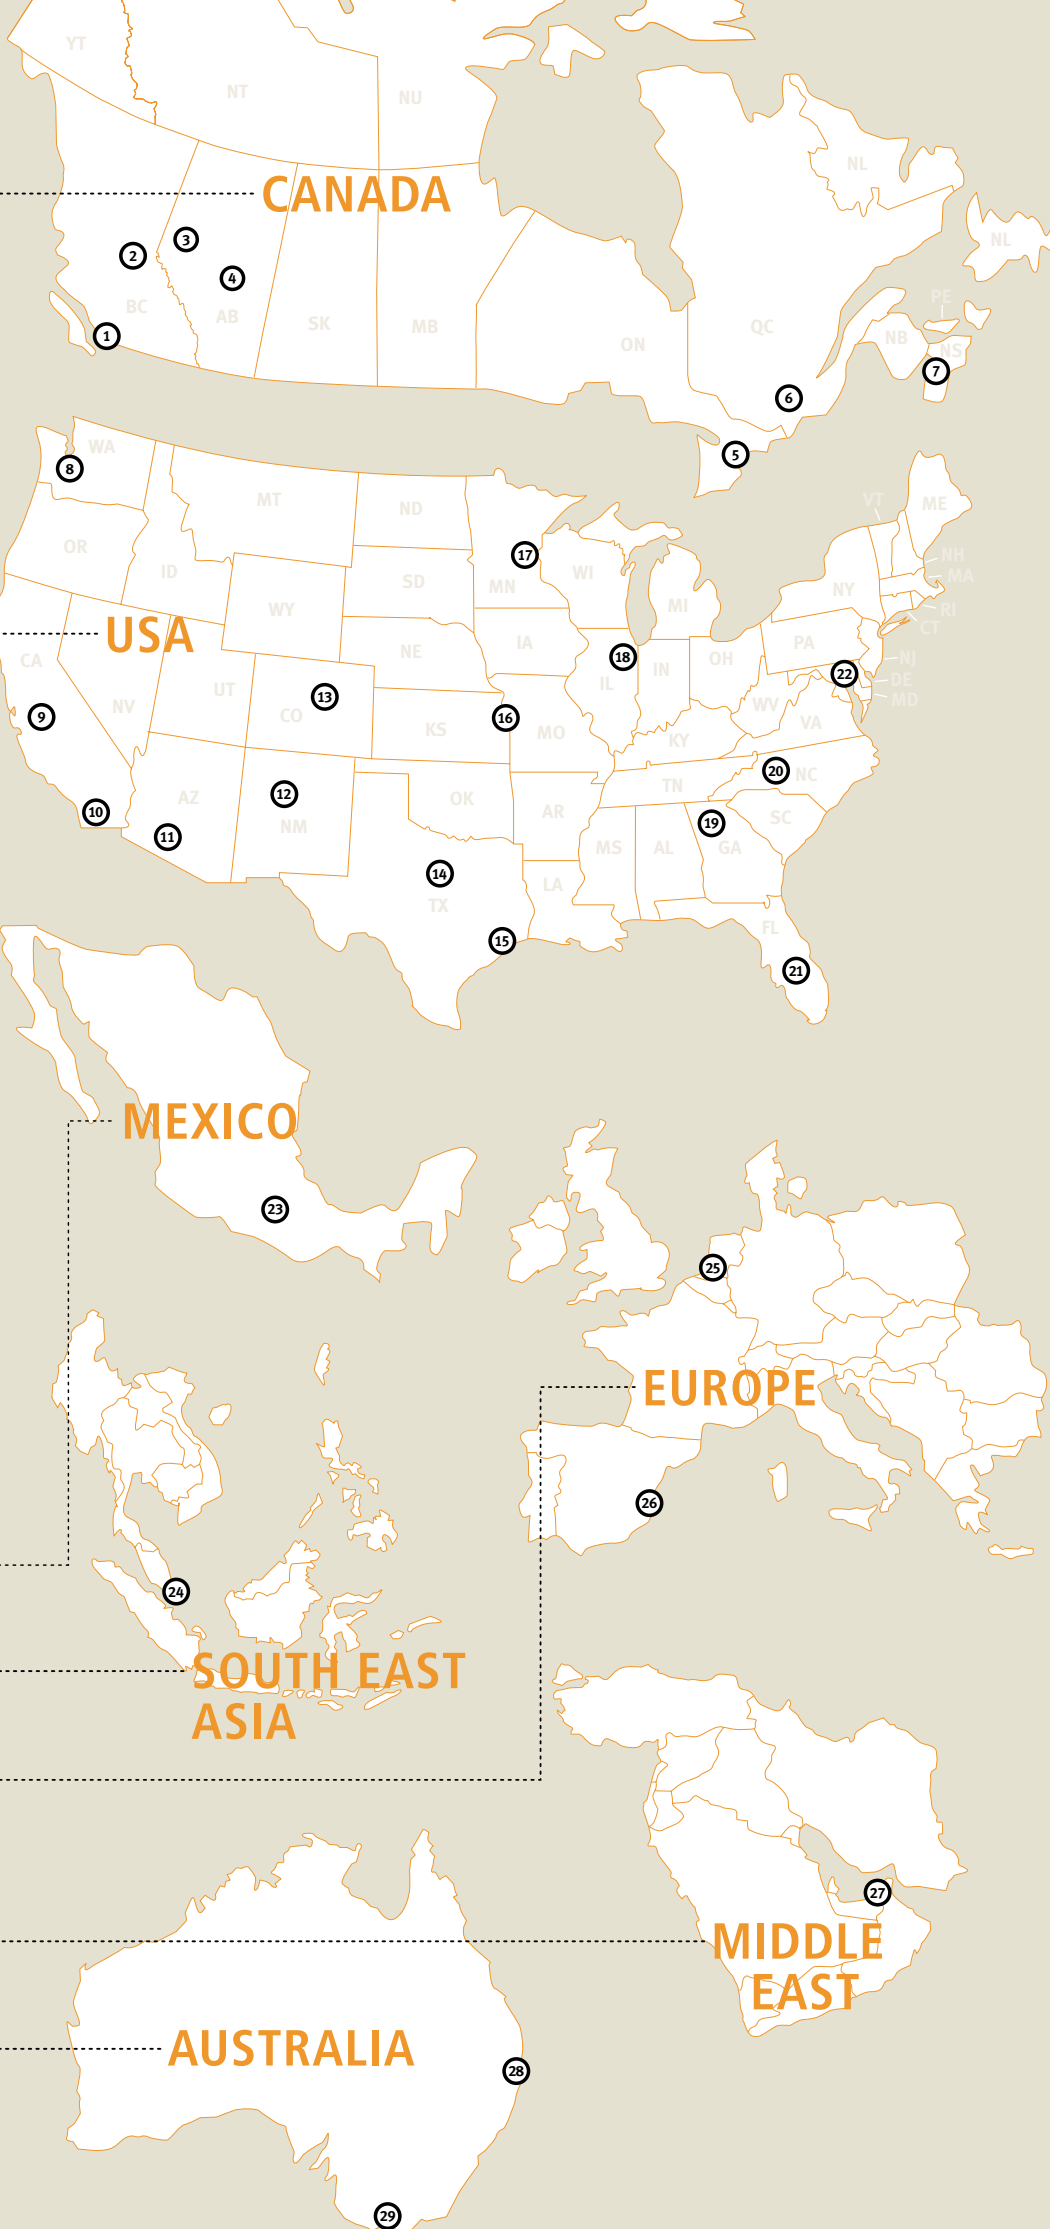 YT
NT
NU
NL
CANADA
3
2
4
NL
BC
AB
SK
MB
ON
QC
PE
NB
NS
1
7
6
5
WA
8
MT
ND
VT
ME
OR
ID
SD
MN
17
WI
MI
NY
NH
MA
RI
CT
WY
USA
CA
NE
IA
18
IL
IN
OH
PA
NJ
22
DE
MD
UT
NV
13
CO
9
KS
16
MO
WV
VA
KY
12
20
NC
10
AZ
NM
OK
TN
AR
SC
11
19
MS
AL
GA
14
TX
LA
FL
15
21
MEXICO
23
25
EUROPE
26
24
SOUTH EAST
ASIA
27
MIDDLE
EAST
AUSTRALIA
28
29